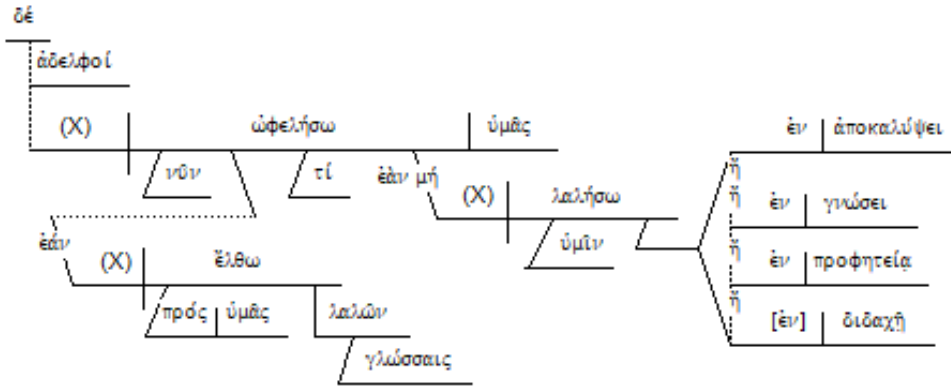 δέ
ἀδελφοί
(X) ὠφελήσω ὑμᾶς
νῦν τί ἐὰν μή
(X) λαλήσω
ὑμῖν
ἐν ἀποκαλύψει
ἤ
ἤ
ἐν γνώσει
ἤ
ἐν προφητείᾳ
ἤ
[ἐν] διδαχῇ
ἐάν
(X) ἔλθω
πρός ὑμᾶς λαλῶν
γλώσσαις